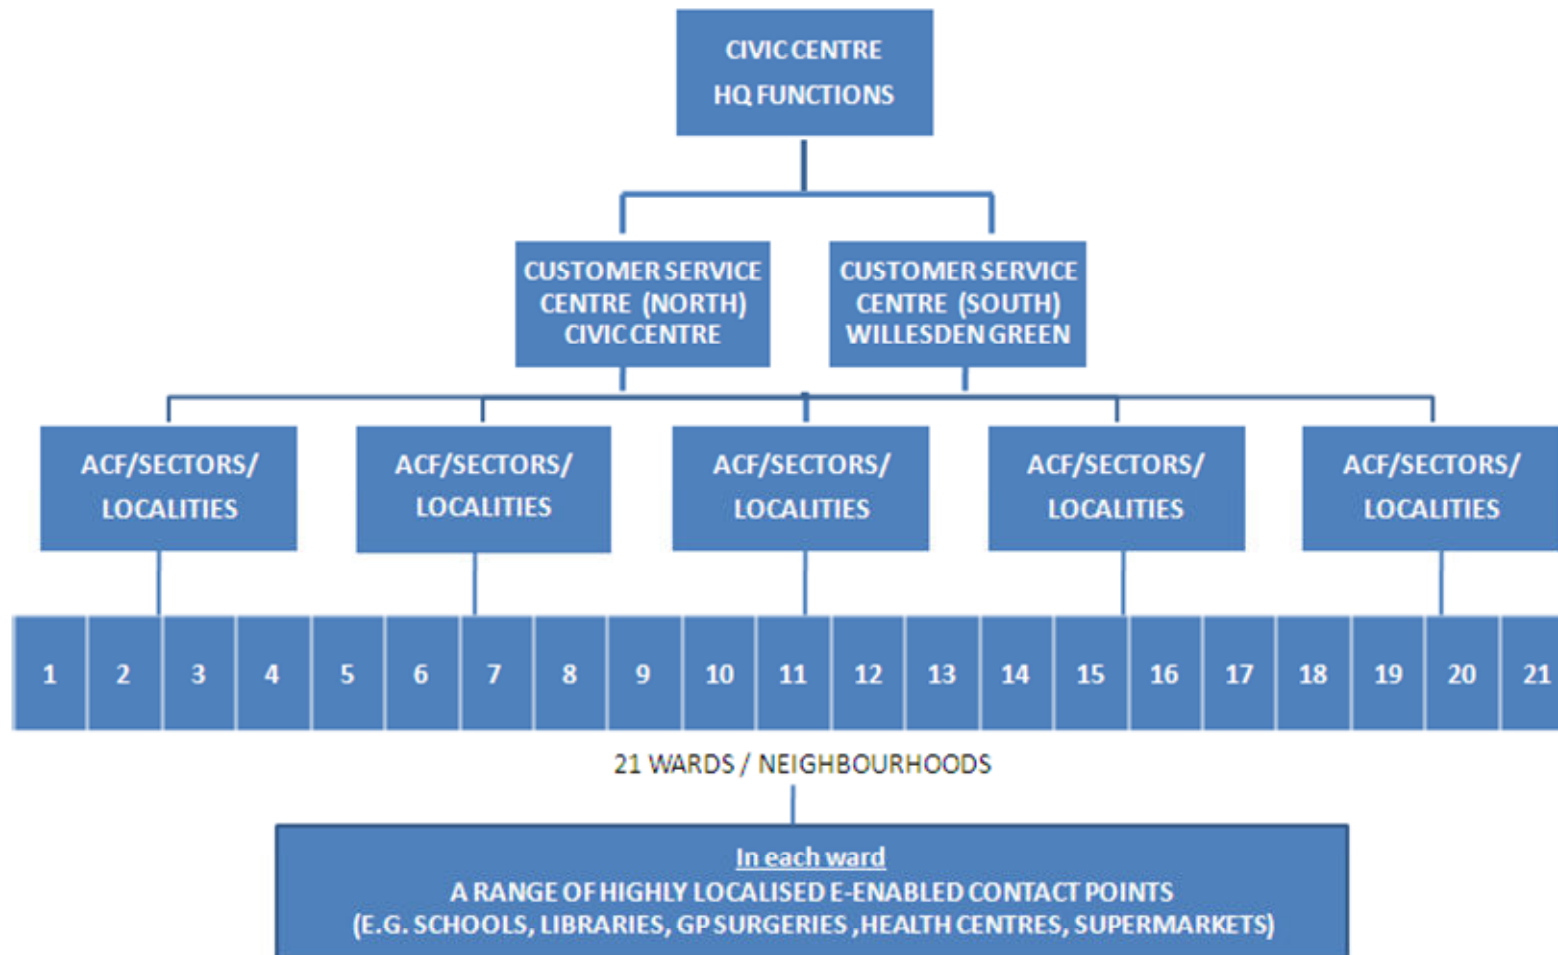 CIVIC CENTRE
HQ FUNCTIONS
CUSTOMER SERVICE
CENTRE (NORTH)
CIVIC CENTRE
CUSTOMER SERVICE
CENTRE (SOUTH)
WILLESDEN GREEN
ACF/SECTORS/
LOCALITIES
ACF/SECTORS/
LOCALITIES
ACF/SECTORS/
LOCALITIES
ACF/SECTORS/
LOCALITIES
ACF/SECTORS/
LOCALITIES
1 2 3 4 5 6 7 8 9 10 11 12 13 14 15 16 17 18 19 20 21
21 WARDS / NEIGHBOURHOODS
In each ward
A RANGE OF HIGHLY LOCALISED E-ENABLED CONTACT POINTS
(E.G. SCHOOLS, LIBRARIES, GP SURGERIES ,HEALTH CENTRES, SUPERMARKETS)